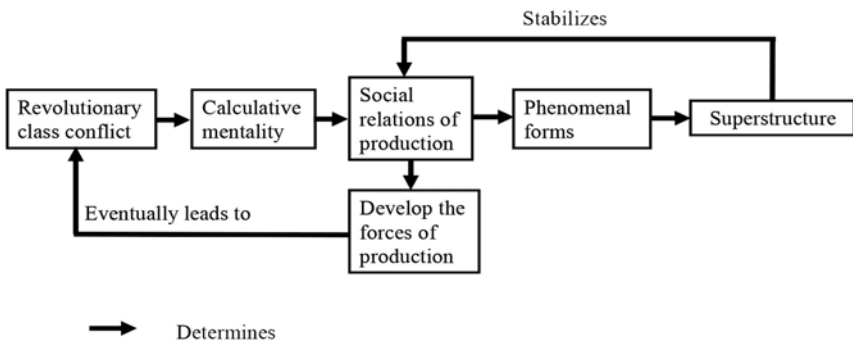 Stabilizes
Revolutionary
class conflict
Calculative
mentality
Social
relations of
production
Phenomenal
forms
Superstructure
Eventually leads to
Develop the
forces of
production
Determines